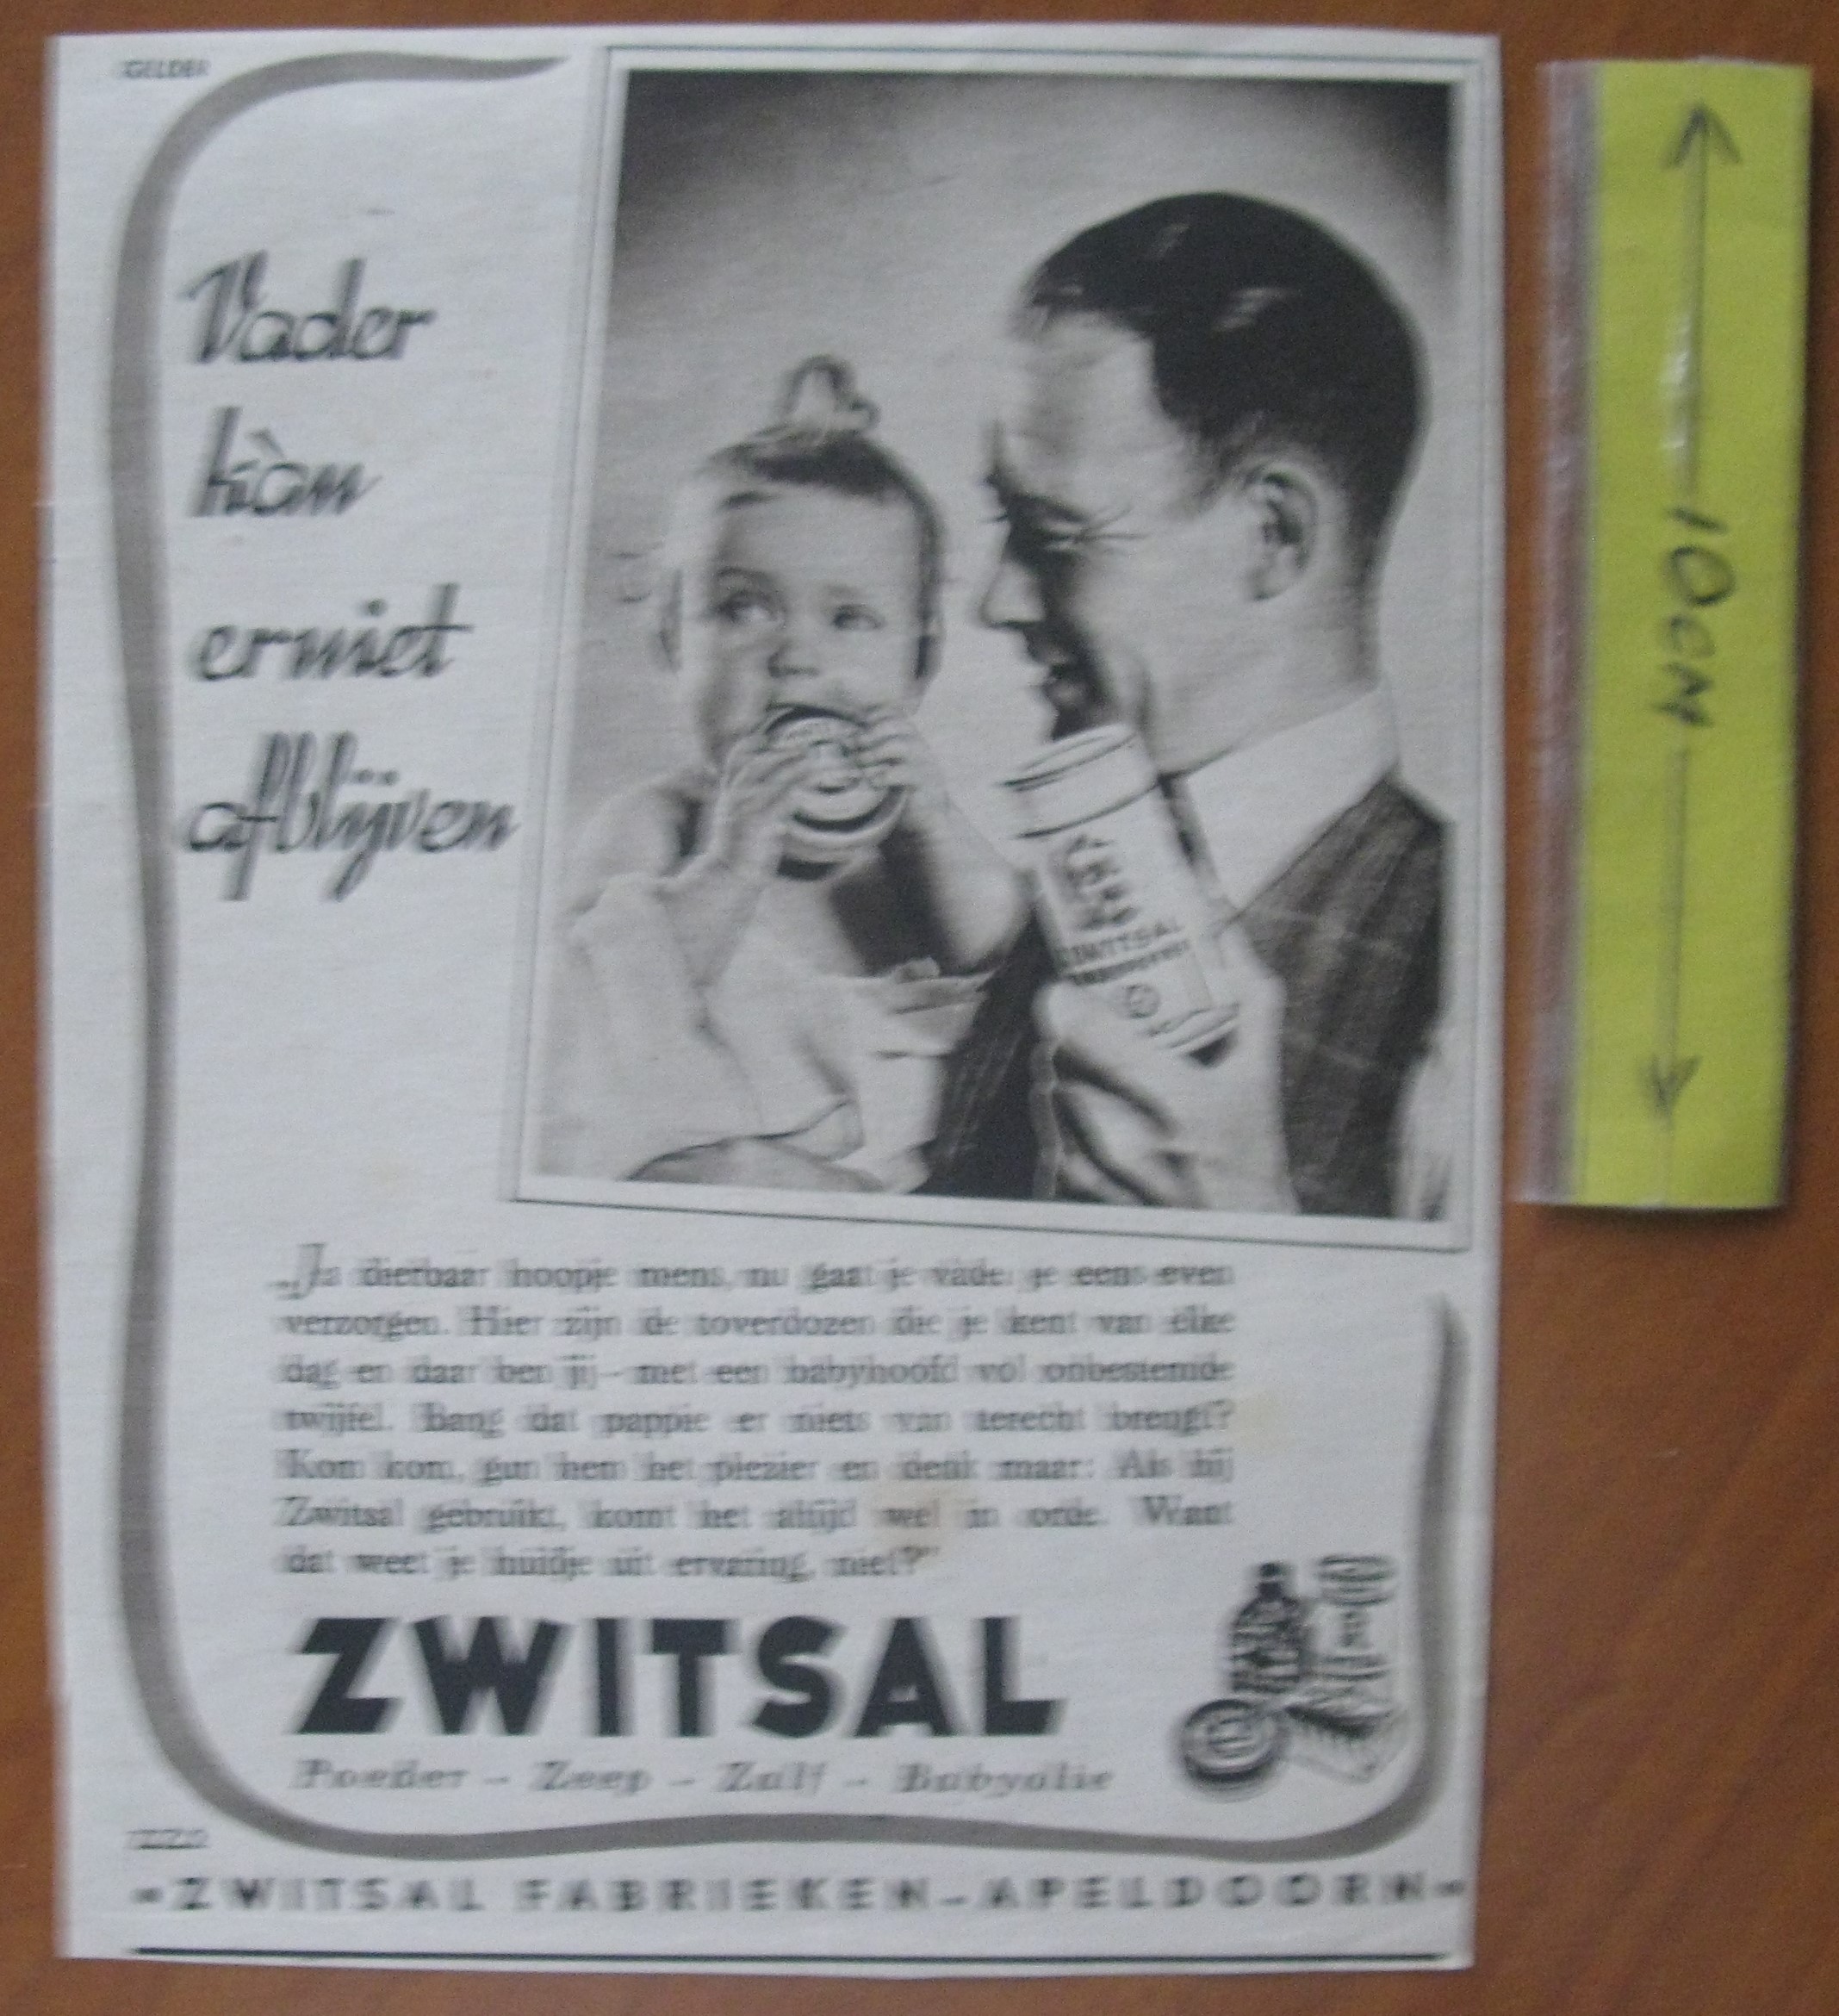 GELDER
Vader
kàn
er niet
afblijven
ZWITSAL
10CM
„Ja dierbaar hoopje mens, nu gaat je vader je eens even
verzorgen. Hier zijn de toverdozen die je kent van elke
dag en daar ben jij - met een babyhoofd vol onbestemde
twijfel. Bang dat pappie er niets van terecht brengt?
Kom kom, gun hem het plezier en denk maar: Als hij
Zwitsal gebruikt, komt het altijd wel in orde. Want
dat weet je huidje uit ervaring, niet?"
ZWITSAL
Poeder - Zeep - Zalf - Babyolie
ZWITSAL FABRIEKEN - APELDOORN